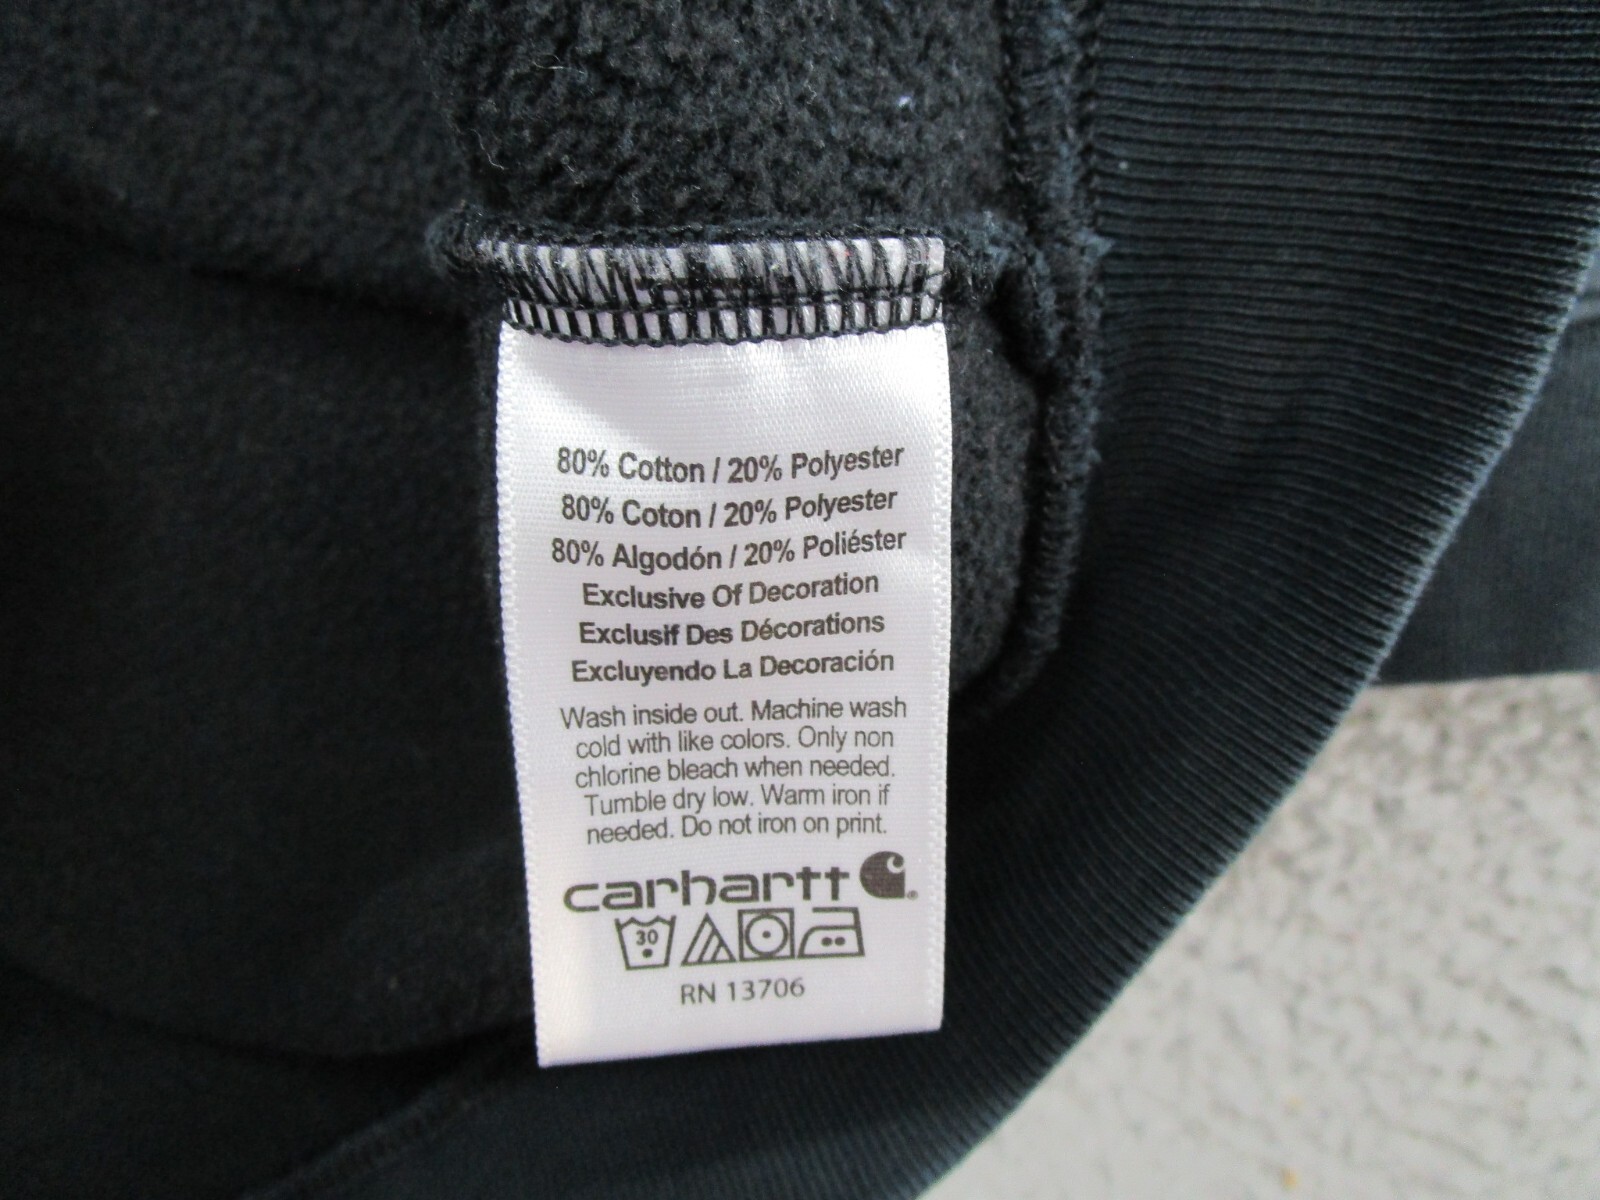 80% Cotton / 20% Polyester
80% Coton / 20% Polyester
80% Algodón / 20% Poliéster
Exclusive Of Decoration
Exclusif Des Décorations
Excluyendo La Decoración
Wash inside out. Machine wash
cold with like colors. Only non
chlorine bleach when needed.
Tumble dry low. Warm iron if
needed. Do not iron on print.
carhartt
30
RN 13706